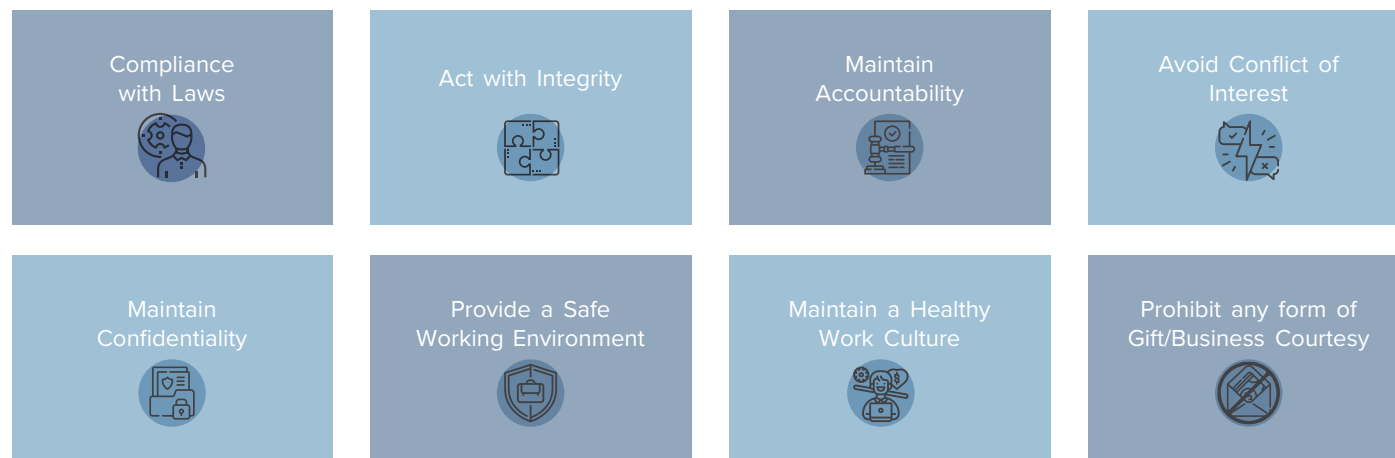 Compliance
with Laws
Act with Integrity
Maintain
Accountability
Avoid Conflict of
Interest
Maintain
Confidentiality
Provide a Safe
Working Environment
Maintain a Healthy
Work Culture
Prohibit any form of
Gift/Business Courtesy